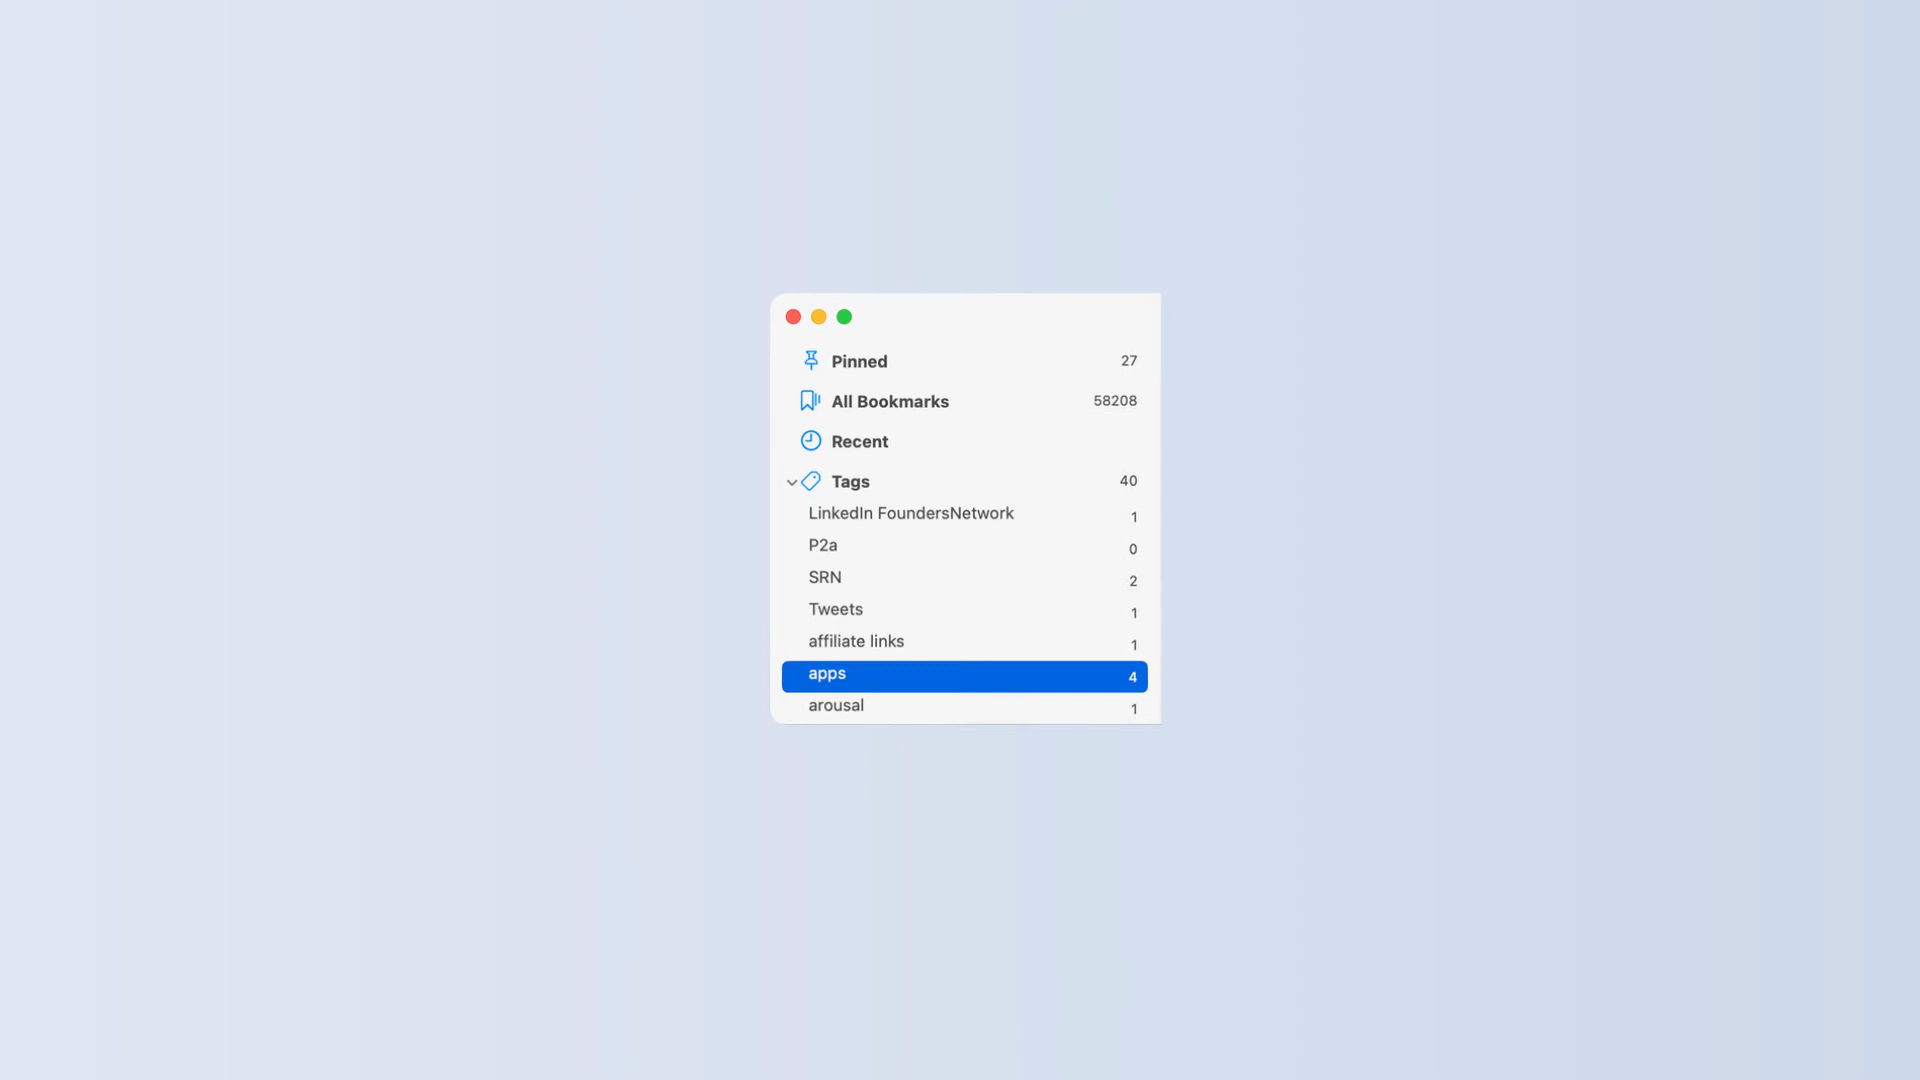 Pinned 27
All Bookmarks 58208
Recent
Tags 40
LinkedIn FoundersNetwork 1
P2a 0
SRN 2
Tweets 1
affiliate links 1
apps 4
arousal 1